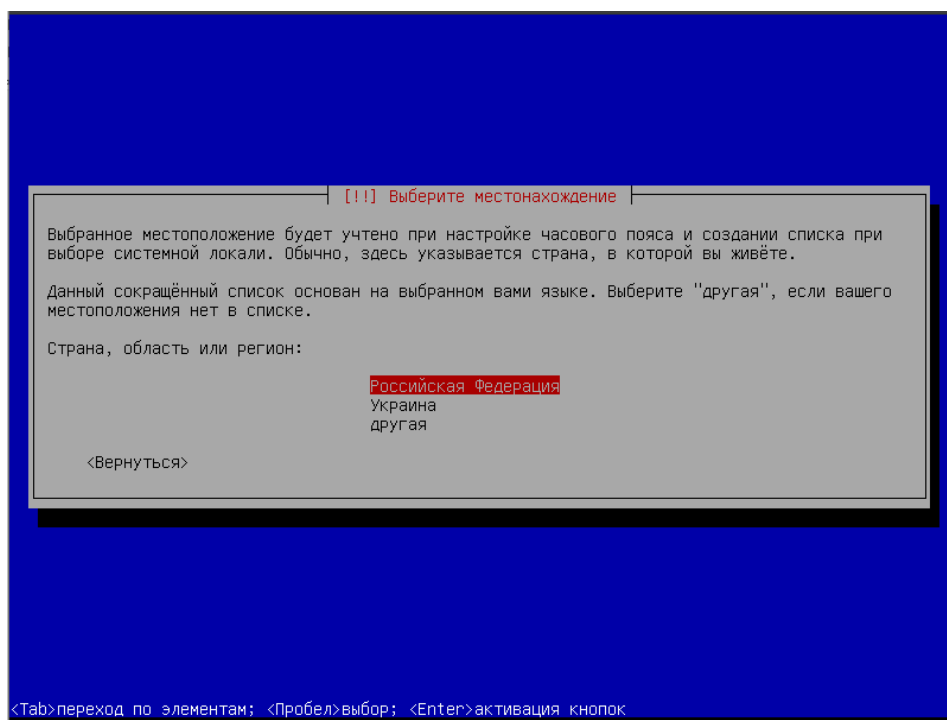 [!!] Выберите местонахождение
Выбранное местоположение будет учтено при настройке часового пояса и создании списка при
выборе системной локали. Обычно, здесь указывается страна, в которой вы живёте.
Данный сокращённый список основан на выбранном вами языке. Выберите "другая", если вашего
местоположения нет в списке.
Страна, область или регион:
Российская Федерация
Украина
другая
<Вернуться>
<Tab>переход по элементам; <Пробел>выбор; <Enter>активация кнопок